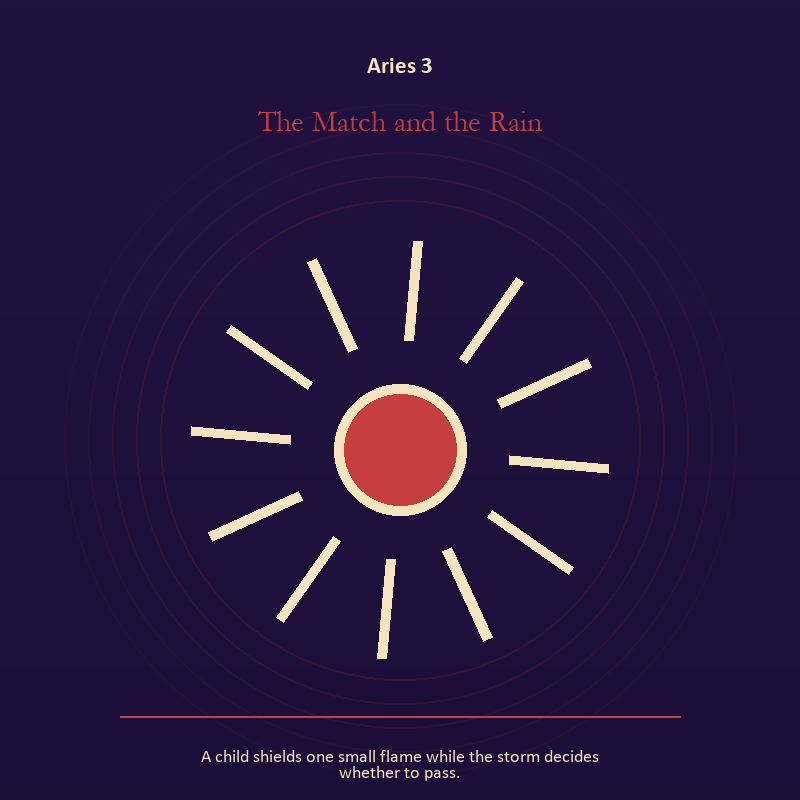 Aries 3
The Match and the Rain
A child shields one small flame while the storm decides
whether to pass.